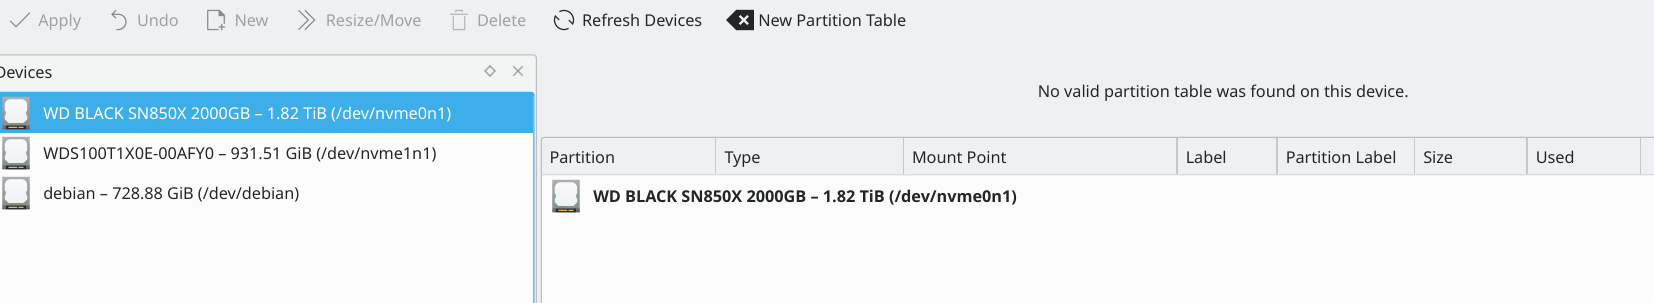 Apply Undo New Resize/Move Delete Refresh Devices New Partition Table
Devices
No valid partition table was found on this device.
WD BLACK SN850X 2000GB – 1.82 TiB (/dev/nvme0n1)
WDS100T1X0E-00AFY0 – 931.51 GiB (/dev/nvme1n1)
debian – 728.88 GiB (/dev/debian)
Partition Type Mount Point Label Partition Label Size Used
WD BLACK SN850X 2000GB – 1.82 TiB (/dev/nvme0n1)